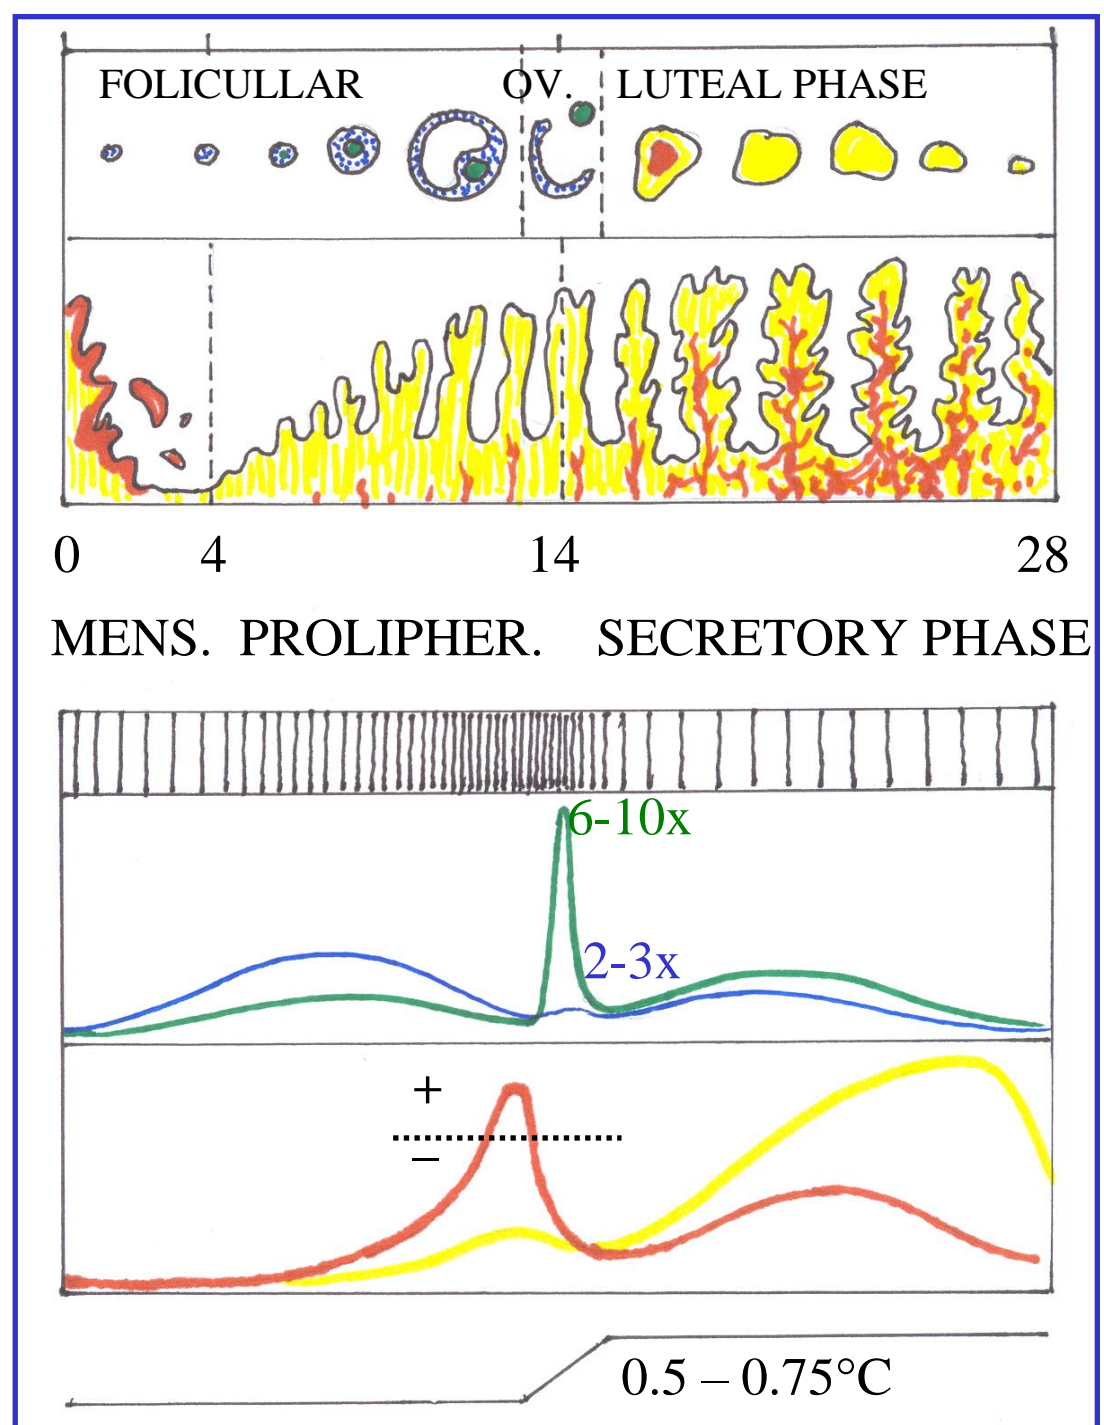 FOLICULLAR OV. LUTEAL PHASE
0 4 14 28
MENS. PROLIPHER. SECRETORY PHASE
6-10x
2-3x
+
–
0.5 – 0.75°C